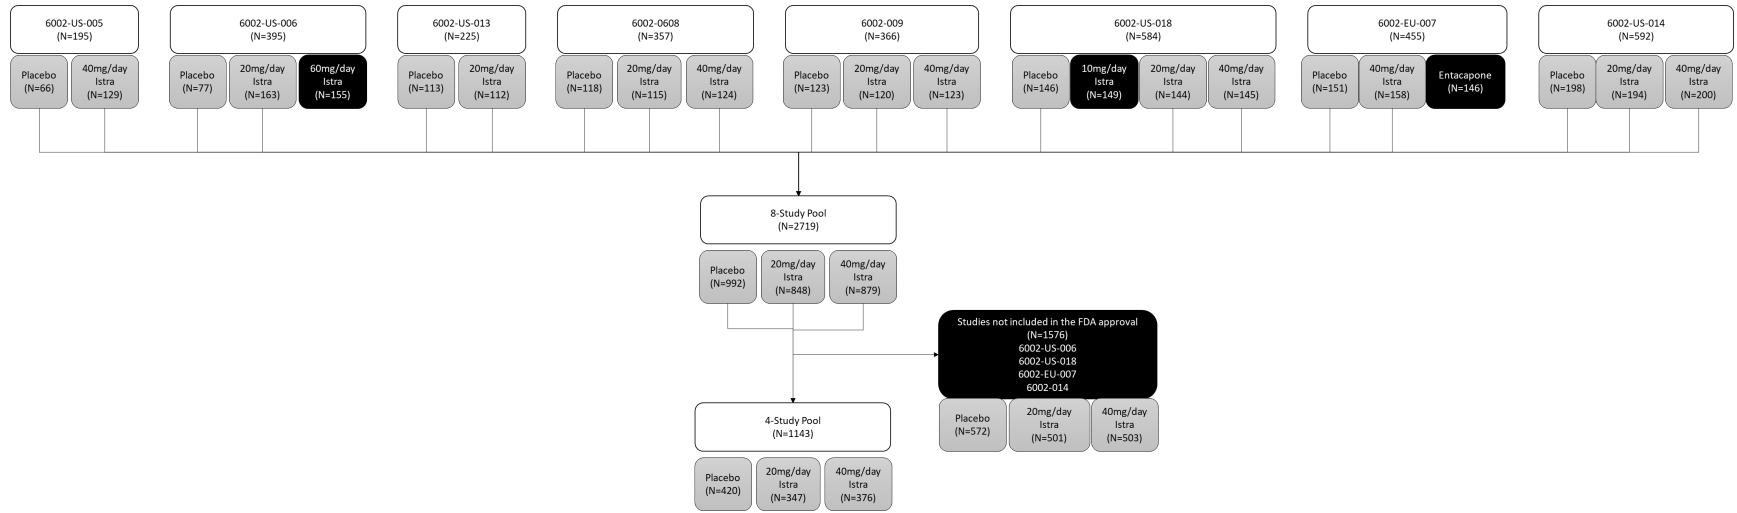 6002-US-005
(N=195)
Placebo
(N=66)
40mg/day
Istra
(N=129)
6002-US-006
(N=395)
Placebo
(N=77)
20mg/day
Istra
(N=163)
60mg/day
Istra
(N=155)
6002-US-013
(N=225)
Placebo
(N=113)
20mg/day
Istra
(N=112)
6002-0608
(N=357)
Placebo
(N=118)
20mg/day
Istra
(N=115)
40mg/day
Istra
(N=124)
6002-009
(N=366)
Placebo
(N=123)
20mg/day
Istra
(N=120)
40mg/day
Istra
(N=123)
6002-US-018
(N=584)
Placebo
(N=146)
10mg/day
Istra
(N=149)
20mg/day
Istra
(N=144)
40mg/day
Istra
(N=145)
6002-EU-007
(N=455)
Placebo
(N=151)
40mg/day
Istra
(N=158)
Entacapone
(N=146)
6002-US-014
(N=592)
Placebo
(N=198)
20mg/day
Istra
(N=194)
40mg/day
Istra
(N=200)
8-Study Pool
(N=2719)
Placebo
(N=992)
20mg/day
Istra
(N=848)
40mg/day
Istra
(N=879)
Studies not included in the FDA approval
(N=1576)
6002-US-006
6002-US-018
6002-EU-007
6002-014
Placebo
(N=572)
20mg/day
Istra
(N=501)
40mg/day
Istra
(N=503)
4-Study Pool
(N=1143)
Placebo
(N=420)
20mg/day
Istra
(N=347)
40mg/day
Istra
(N=376)